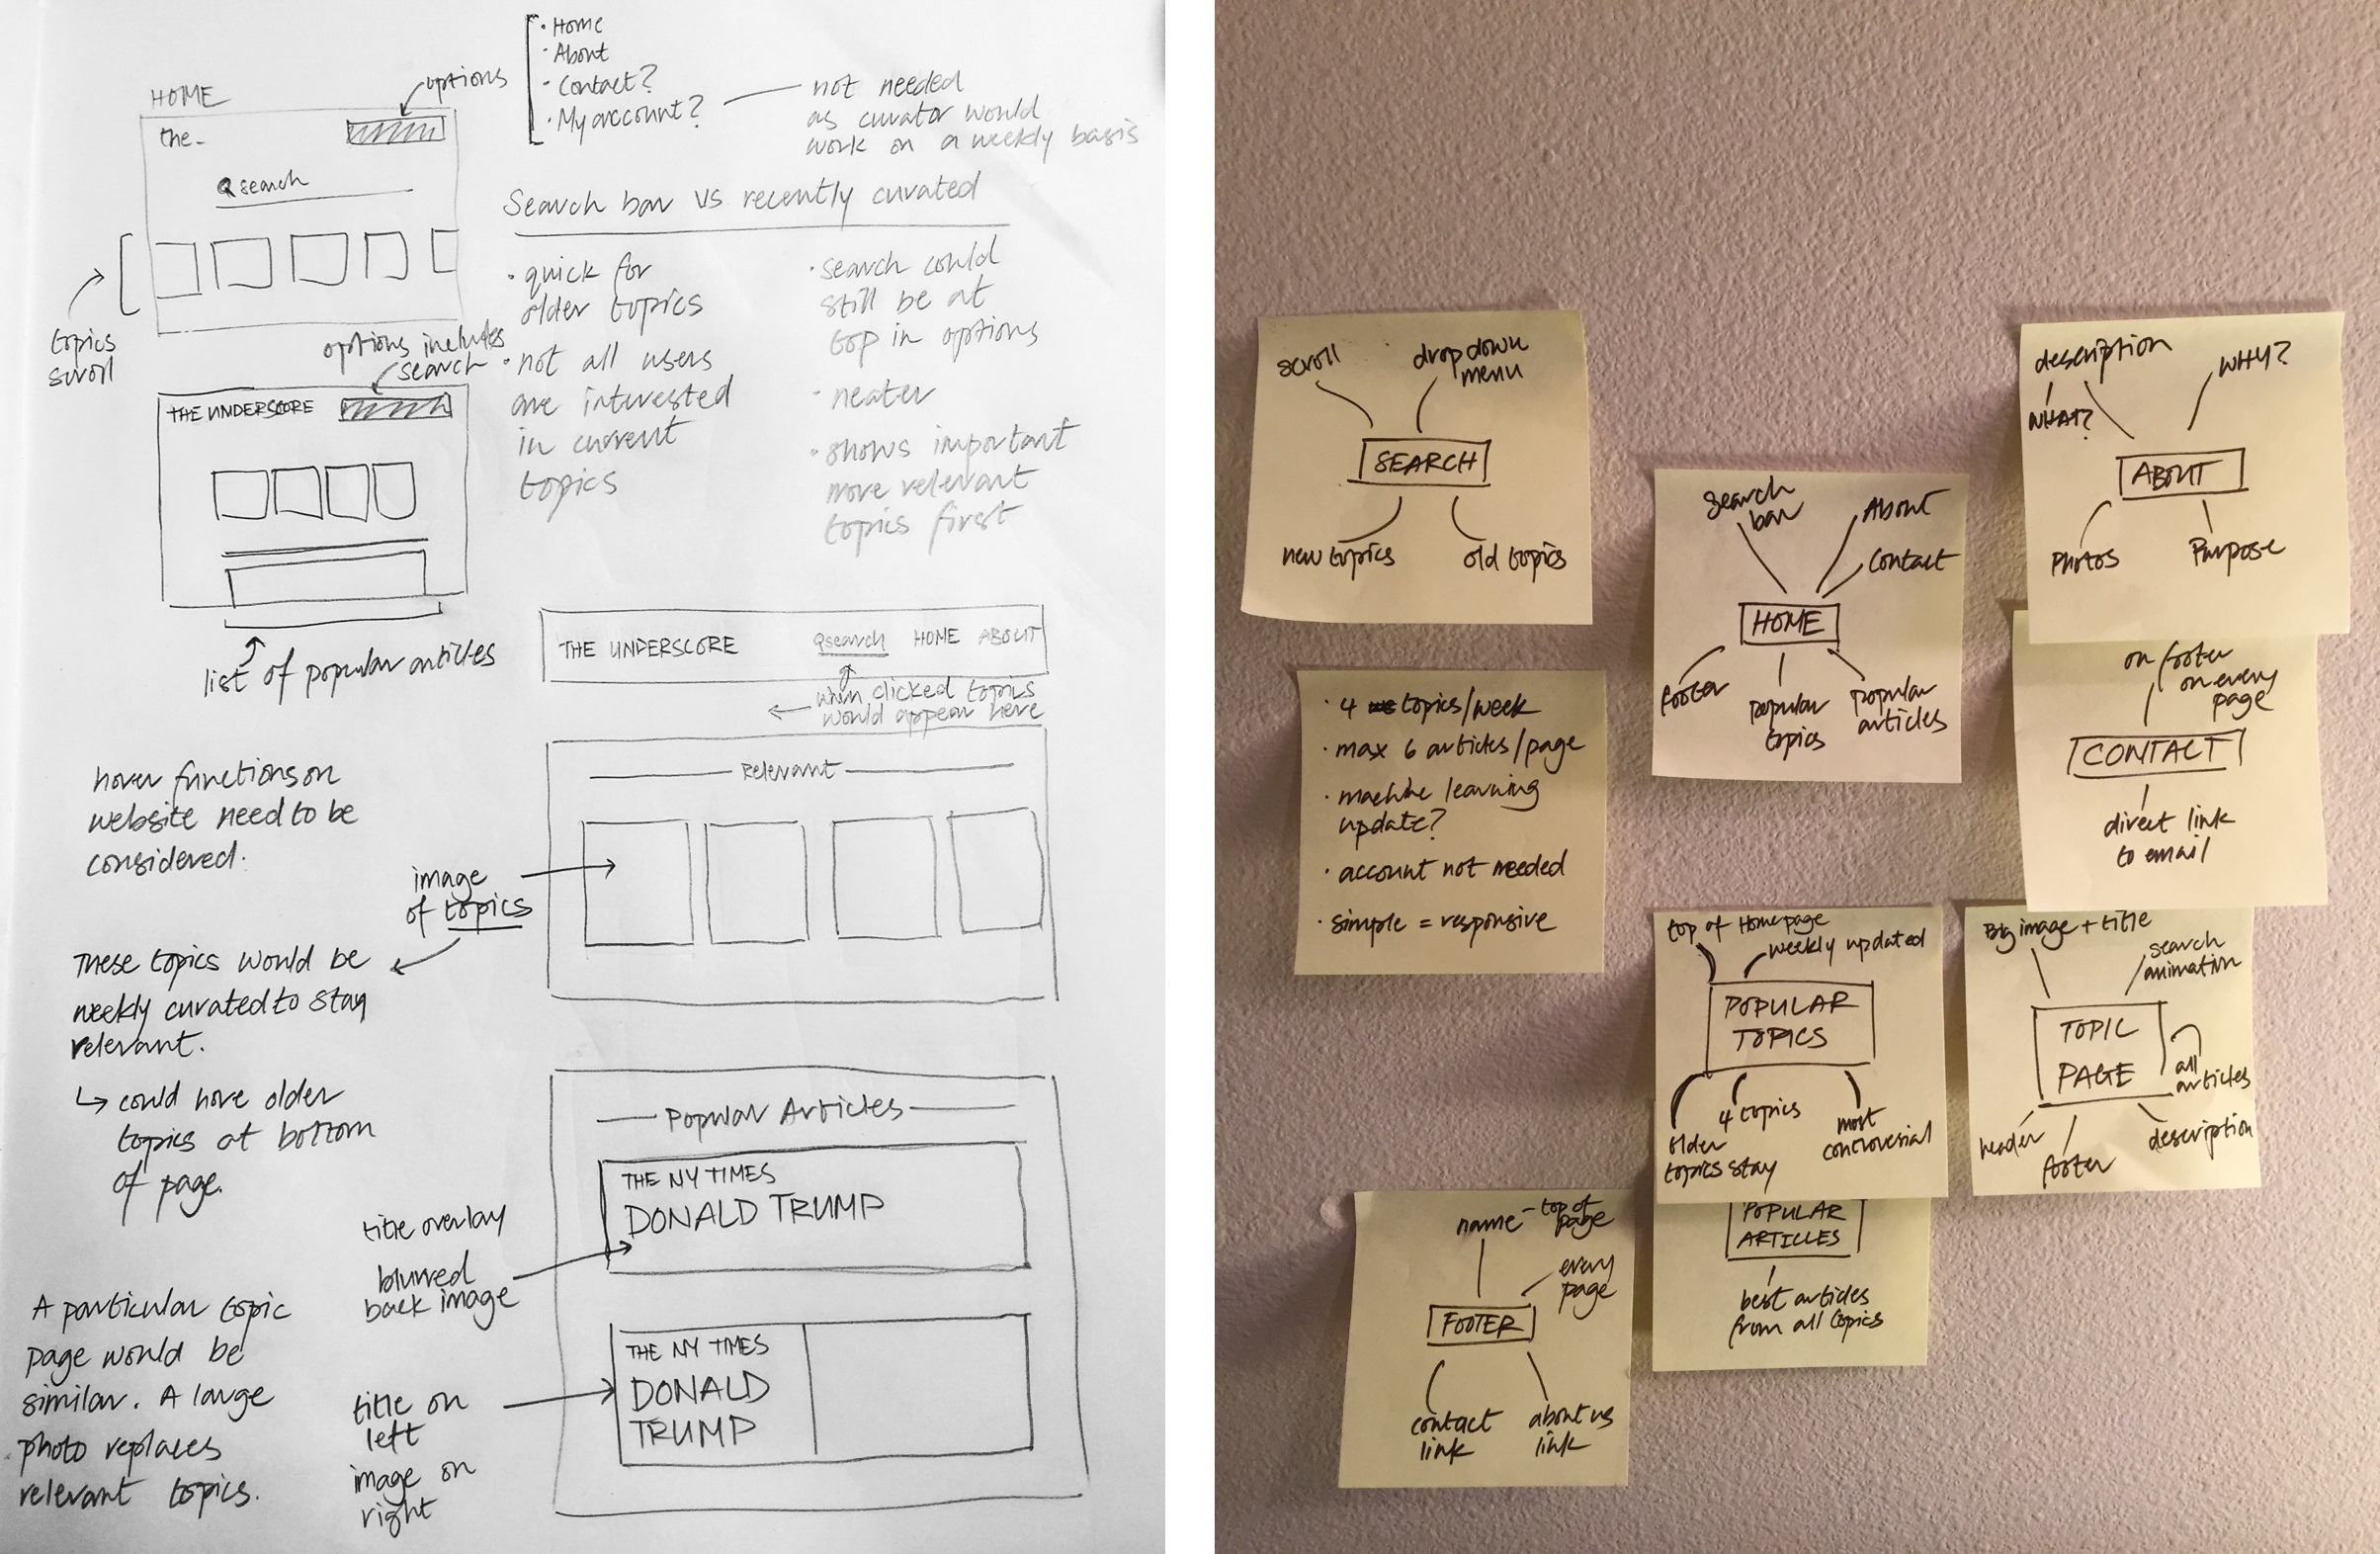 · Home
· About
· Contact?
· My account?
not needed
as curator would
work on a weekly basis
HOME
options
the_
search
topics
scroll
Search bar vs recently curated
· quick for
older topics
· not all users
are interested
in current
topics
· search could
still be at
top in options
· neater
· shows important
more relevant
topics first
options includes
search
THE UNDERSCORE
list of popular articles
THE UNDERSCORE search HOME ABOUT
when clicked topics
would appear here
hover functions on
website need to be
considered.
Relevant
image
of topics
These topics would be
weekly curated to stay
relevant.
↳ could have older
topics at bottom
of page.
Popular Articles
THE NY TIMES
DONALD TRUMP
title overlay
blurred
back image
A particular topic
page would be
similar. A large
photo replaces
relevant topics.
THE NY TIMES
DONALD
TRUMP
title on
left
image on
right
scroll
drop down
menu
SEARCH
new topics
old topics
Search
bar
About
Contact
HOME
footer
popular
topics
popular
articles
description
WHAT?
WHY?
ABOUT
Photos
Purpose
· 4 topics/week
· max 6 articles/page
· machine learning
update?
· account not needed
· simple = responsive
on footer
on every
page
CONTACT
direct link
to email
top of Homepage
weekly updated
POPULAR
TOPICS
older
topics stay
4 topics
most
controversial
Big image + title
search
animation
TOPIC
PAGE
all
articles
header
footer
description
POPULAR
ARTICLES
best articles
from all topics
name - top of
page
every
page
FOOTER
contact
link
about us
link